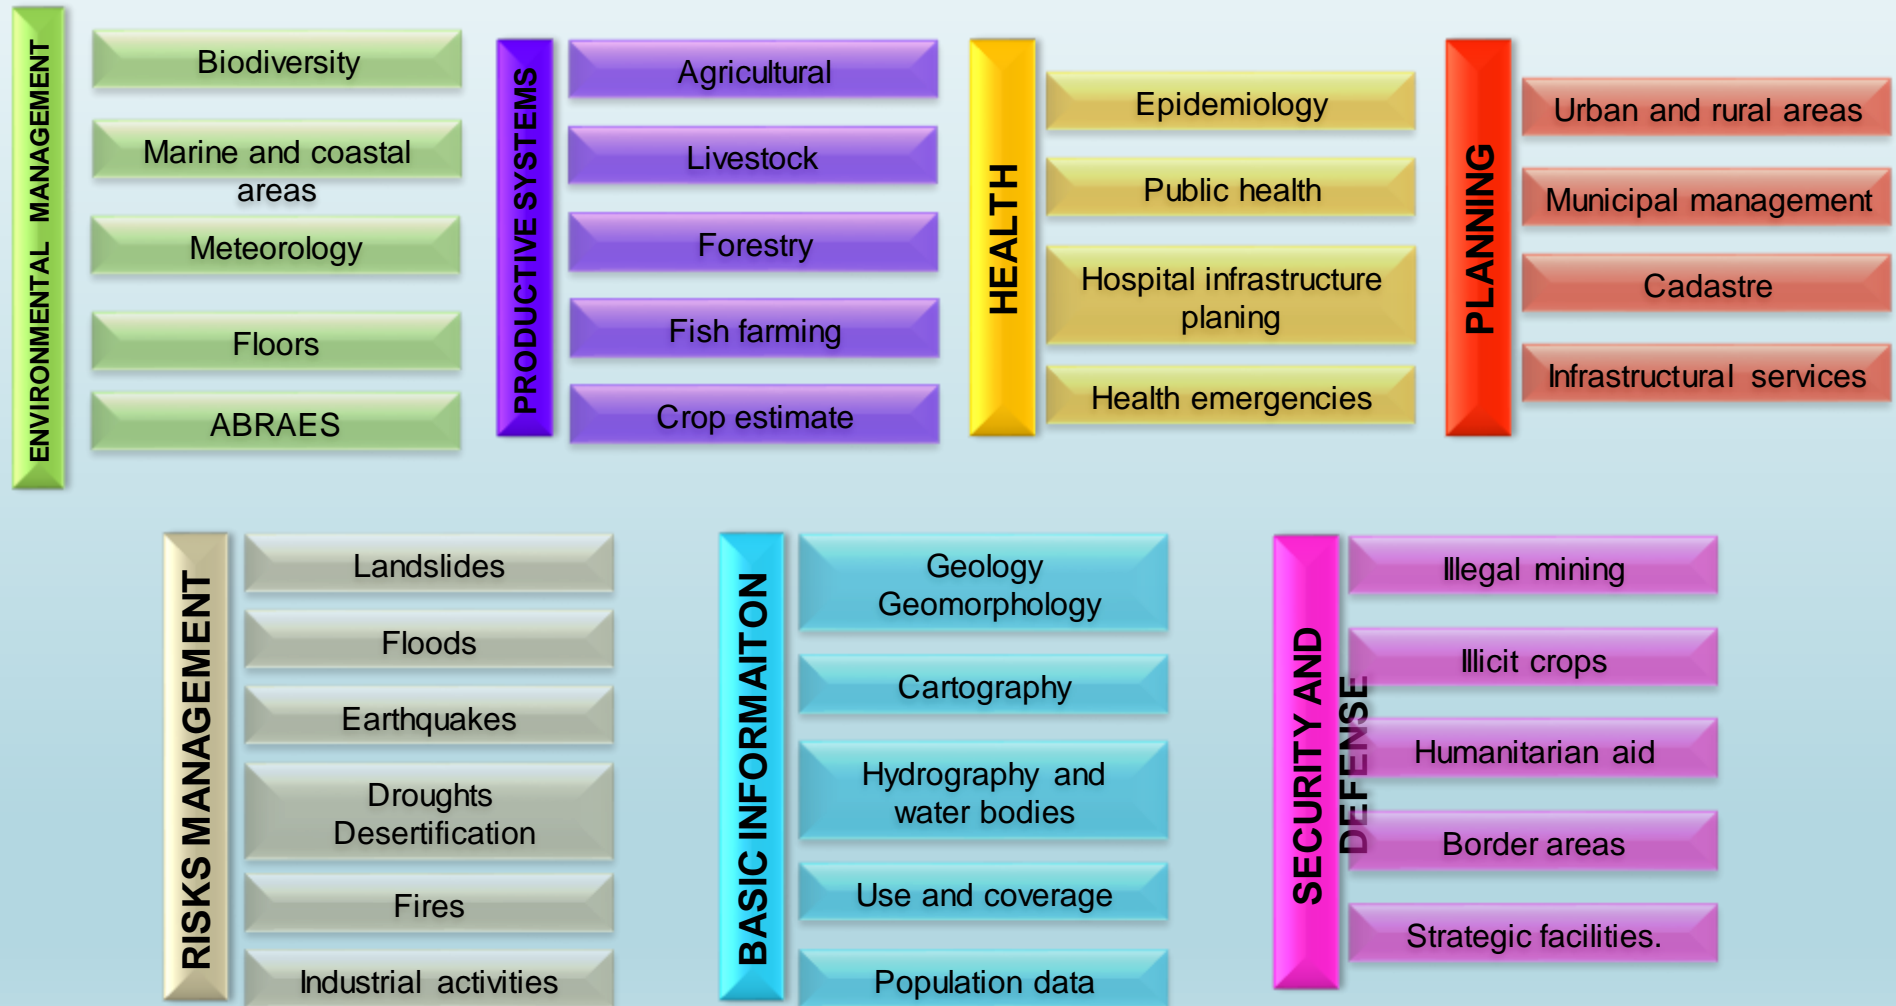 ENVIRONMENTAL MANAGEMENT
Biodiversity
Marine and coastal
areas
Meteorology
Floors
ABRAES
PRODUCTIVE SYSTEMS
Agricultural
Livestock
Forestry
Fish farming
Crop estimate
HEALTH
Epidemiology
Public health
Hospital infrastructure
planing
Health emergencies
PLANNING
Urban and rural areas
Municipal management
Cadastre
Infrastructural services
RISKS MANAGEMENT
Landslides
Floods
Earthquakes
Droughts
Desertification
Fires
Industrial activities
BASIC INFORMAITON
Geology
Geomorphology
Cartography
Hydrography and
water bodies
Use and coverage
Population data
SECURITY AND
DEFENSE
Illegal mining
Illicit crops
Humanitarian aid
Border areas
Strategic facilities.